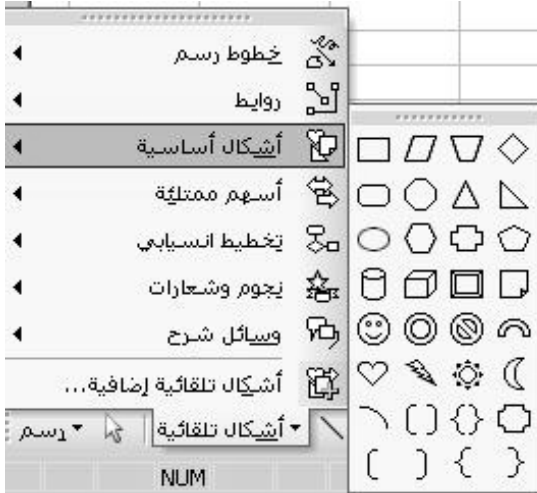 خطوط رسم
روابط
أشكال أساسية
أسهم ممتلئة
تخطيط انسيابي
نجوم وشعارات
وسائل شرح
أشكال تلقائية إضافية...
أشكال تلقائية رسم
NUM